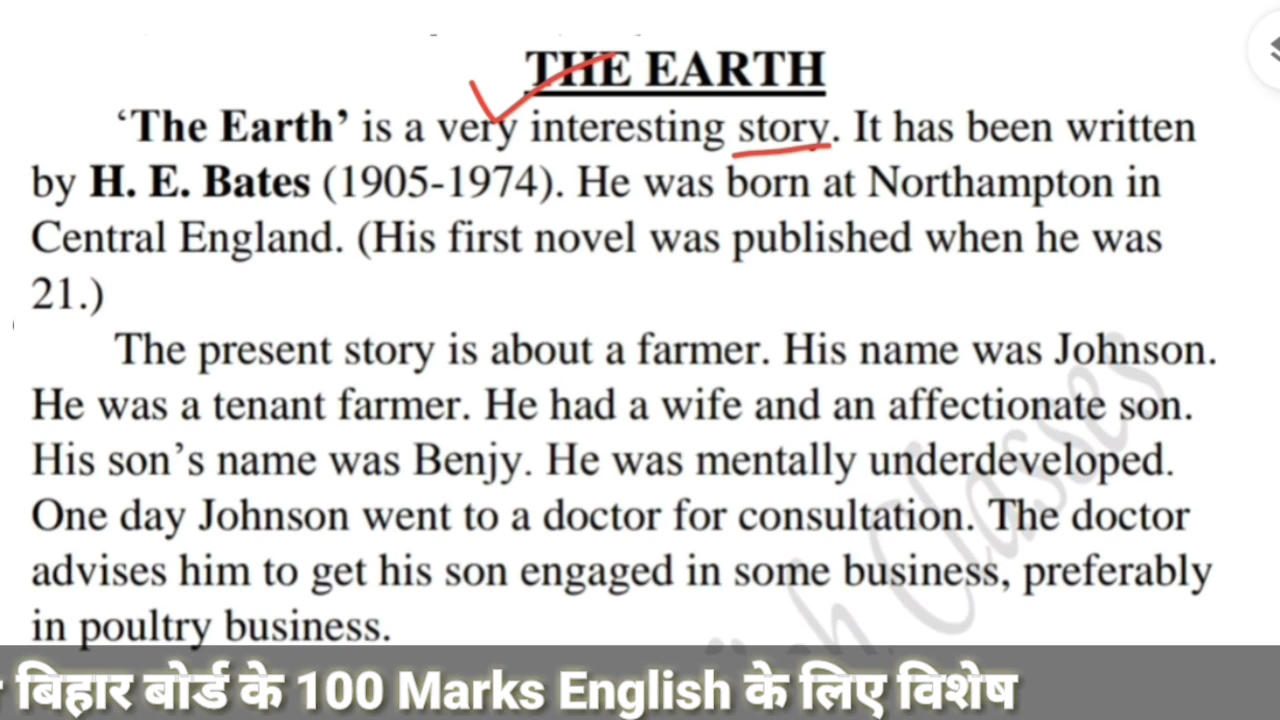 THE EARTH
‘The Earth’ is a very interesting story. It has been written
by H. E. Bates (1905-1974). He was born at Northampton in
Central England. (His first novel was published when he was
21.)
The present story is about a farmer. His name was Johnson.
He was a tenant farmer. He had a wife and an affectionate son.
His son’s name was Benjy. He was mentally underdeveloped.
One day Johnson went to a doctor for consultation. The doctor
advises him to get his son engaged in some business, preferably
in poultry business.
Classes
बिहार बोर्ड के 100 Marks English के लिए विशेष